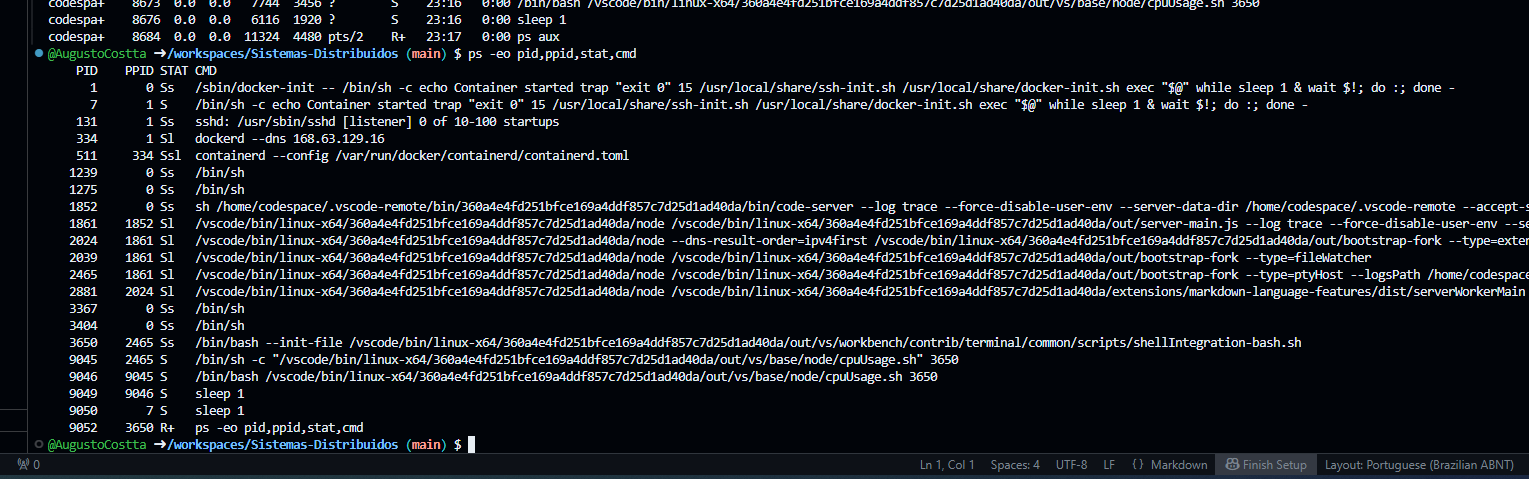 codespa+ 8673 0.0 0.0 7744 3456 ? S 23:16 0:00 /bin/bash /vscode/bin/linux-x64/360a4e4fd251bfce169a4ddf857c7d25d1ad40da/out/vs/base/node/cpuUsage.sh 3650
codespa+ 8676 0.0 0.0 6116 1920 ? S 23:16 0:00 sleep 1
codespa+ 8684 0.0 0.0 11324 4480 pts/2 R+ 23:17 0:00 ps aux
@AugustoCostta ➜/workspaces/Sistemas-Distribuidos (main) $ ps -eo pid,ppid,stat,cmd
PID PPID STAT CMD
1 0 Ss /sbin/docker-init -- /bin/sh -c echo Container started trap "exit 0" 15 /usr/local/share/ssh-init.sh /usr/local/share/docker-init.sh exec "$@" while sleep 1 & wait $!; do :; done -
7 1 S /bin/sh -c echo Container started trap "exit 0" 15 /usr/local/share/ssh-init.sh /usr/local/share/docker-init.sh exec "$@" while sleep 1 & wait $!; do :; done -
131 1 Ss sshd: /usr/sbin/sshd [listener] 0 of 10-100 startups
334 1 Sl dockerd --dns 168.63.129.16
511 334 Ssl containerd --config /var/run/docker/containerd/containerd.toml
1239 0 Ss /bin/sh
1275 0 Ss /bin/sh
1852 0 Ss sh /home/codespace/.vscode-remote/bin/360a4e4fd251bfce169a4ddf857c7d25d1ad40da/bin/code-server --log trace --force-disable-user-env --server-data-dir /home/codespace/.vscode-remote --accept-s
1861 1852 Sl /vscode/bin/linux-x64/360a4e4fd251bfce169a4ddf857c7d25d1ad40da/node /vscode/bin/linux-x64/360a4e4fd251bfce169a4ddf857c7d25d1ad40da/out/server-main.js --log trace --force-disable-user-env --se
2024 1861 Sl /vscode/bin/linux-x64/360a4e4fd251bfce169a4ddf857c7d25d1ad40da/node --dns-result-order=ipv4first /vscode/bin/linux-x64/360a4e4fd251bfce169a4ddf857c7d25d1ad40da/out/bootstrap-fork --type=exte
2039 1861 Sl /vscode/bin/linux-x64/360a4e4fd251bfce169a4ddf857c7d25d1ad40da/node /vscode/bin/linux-x64/360a4e4fd251bfce169a4ddf857c7d25d1ad40da/out/bootstrap-fork --type=fileWatcher
2465 1861 Sl /vscode/bin/linux-x64/360a4e4fd251bfce169a4ddf857c7d25d1ad40da/node /vscode/bin/linux-x64/360a4e4fd251bfce169a4ddf857c7d25d1ad40da/out/bootstrap-fork --type=ptyHost --logsPath /home/codespace
2881 2024 Sl /vscode/bin/linux-x64/360a4e4fd251bfce169a4ddf857c7d25d1ad40da/node /vscode/bin/linux-x64/360a4e4fd251bfce169a4ddf857c7d25d1ad40da/extensions/markdown-language-features/dist/serverWorkerMain
3367 0 Ss /bin/sh
3404 0 Ss /bin/sh
3650 2465 Ss /bin/bash --init-file /vscode/bin/linux-x64/360a4e4fd251bfce169a4ddf857c7d25d1ad40da/out/vs/workbench/contrib/terminal/common/scripts/shellIntegration-bash.sh
9045 2465 S /bin/sh -c "/vscode/bin/linux-x64/360a4e4fd251bfce169a4ddf857c7d25d1ad40da/out/vs/base/node/cpuUsage.sh" 3650
9046 9045 S /bin/bash /vscode/bin/linux-x64/360a4e4fd251bfce169a4ddf857c7d25d1ad40da/out/vs/base/node/cpuUsage.sh 3650
9049 9046 S sleep 1
9050 7 S sleep 1
9052 3650 R+ ps -eo pid,ppid,stat,cmd
@AugustoCostta ➜/workspaces/Sistemas-Distribuidos (main) $
0 Ln 1, Col 1 Spaces: 4 UTF-8 LF {} Markdown Finish Setup Layout: Portuguese (Brazilian ABNT)